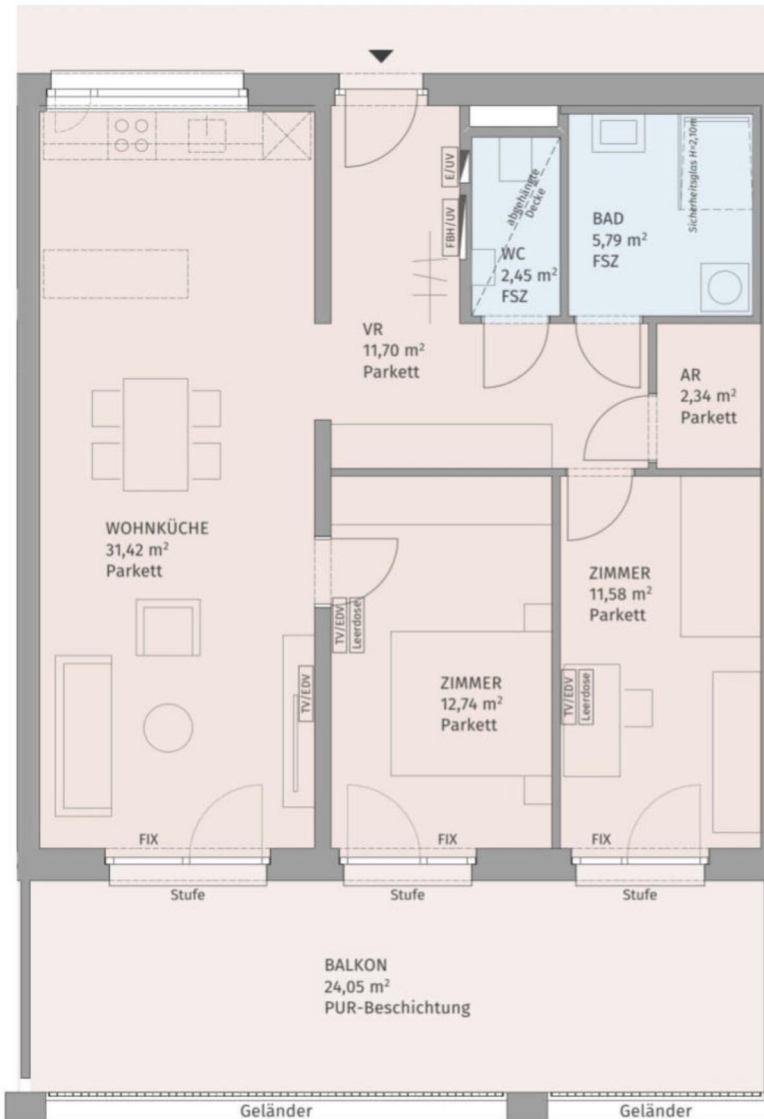 E/UV
FBH/UV
abgehängte
Decke
WC
2,45 m²
FSZ
BAD
5,79 m²
FSZ
Sicherheitsglas H=2,10m
VR
11,70 m²
Parkett
AR
2,34 m²
Parkett
WOHNKÜCHE
31,42 m²
Parkett
TV/EDV
FIX
Stufe
TV/EDV
Leerdose
ZIMMER
12,74 m²
Parkett
FIX
Stufe
ZIMMER
11,58 m²
Parkett
TV/EDV
Leerdose
FIX
Stufe
BALKON
24,05 m²
PUR-Beschichtung
Geländer
Geländer